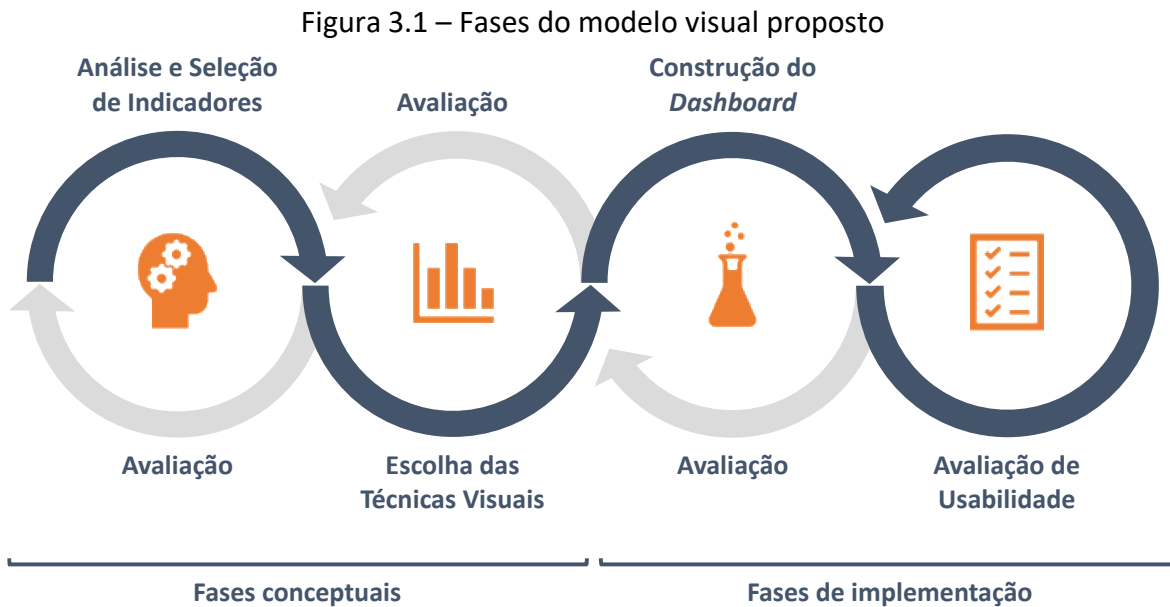 Figura 3.1 – Fases do modelo visual proposto
Análise e Seleção
de Indicadores
Avaliação
Construção do
Dashboard
Avaliação
Escolha das
Técnicas Visuais
Avaliação
Avaliação de
Usabilidade
Fases conceptuais
Fases de implementação